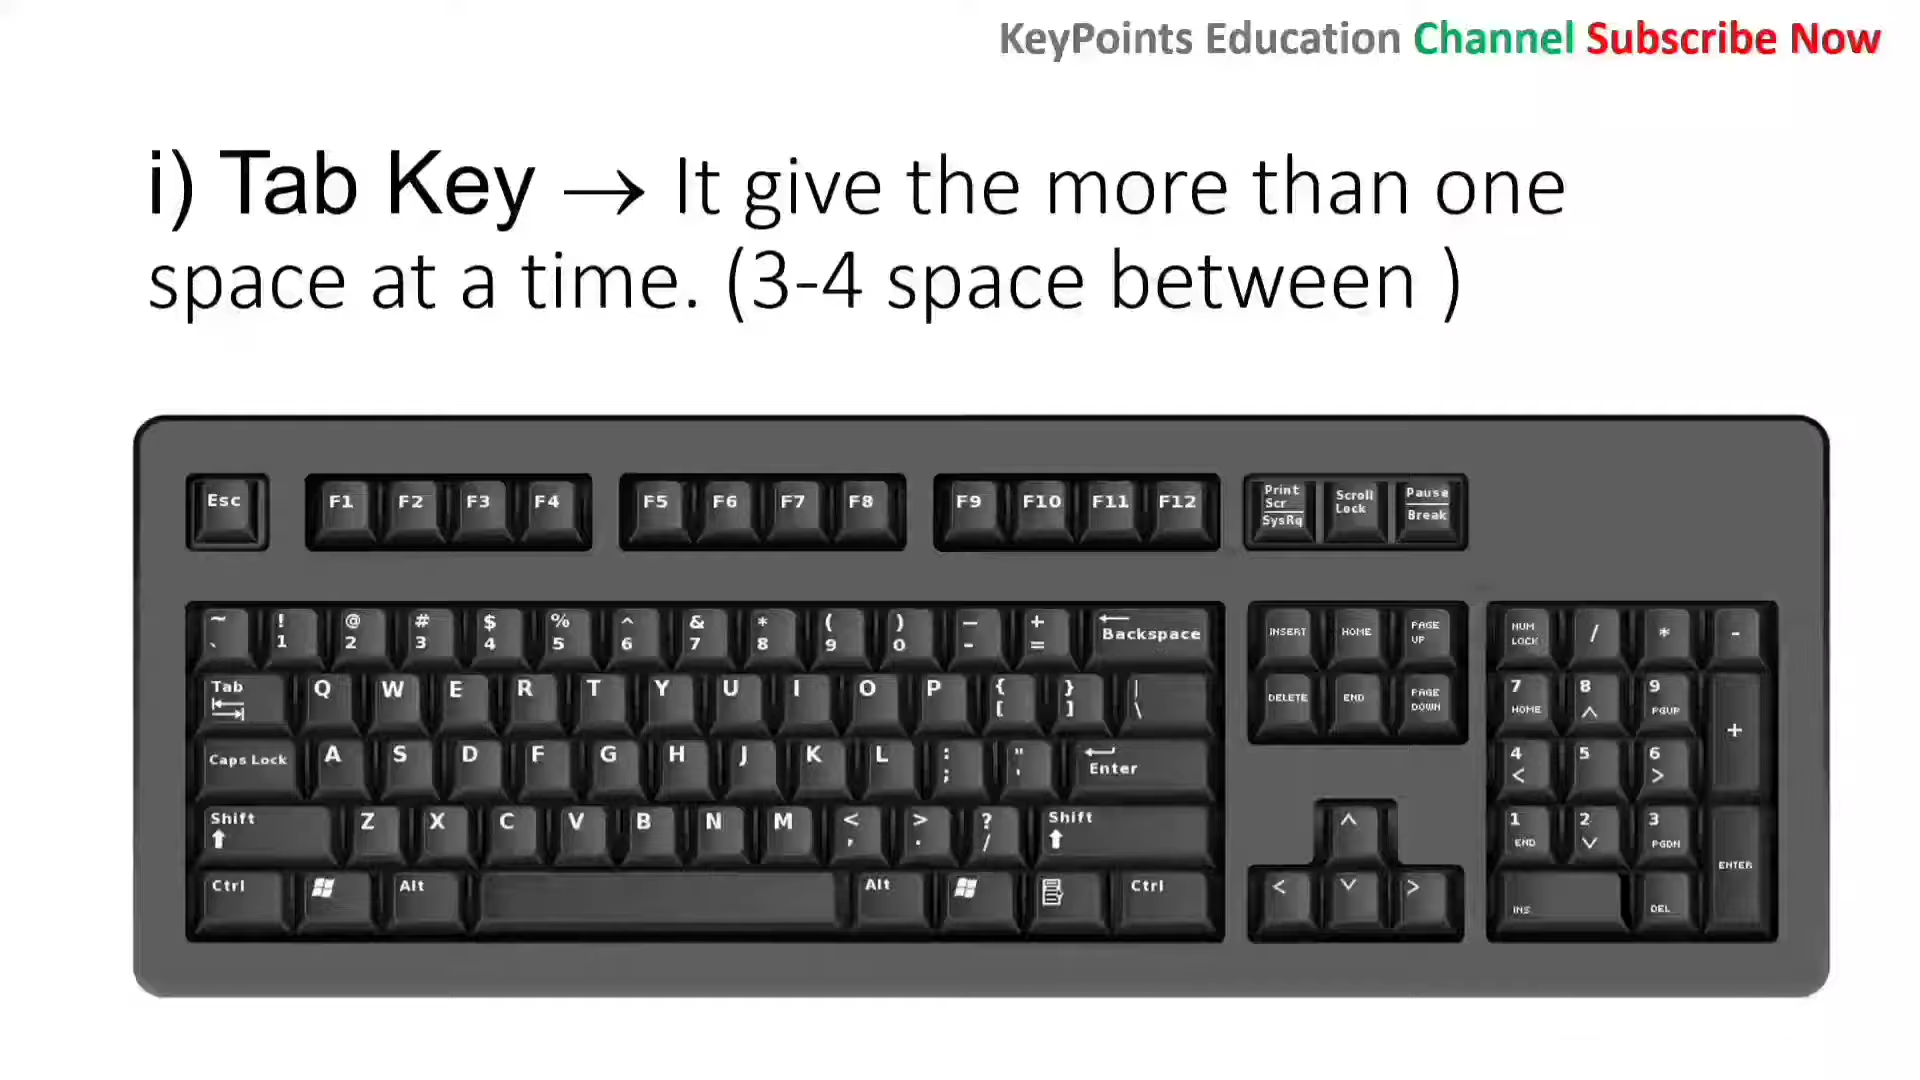 KeyPoints Education Channel Subscribe Now
i) Tab Key → It give the more than one
space at a time. (3-4 space between )
Esc F1 F2 F3 F4 F5 F6 F7 F8 F9 F10 F11 F12 Print Scr SysRq Scroll Lock Pause Break
~ ` ! 1 @ 2 # 3 $ 4 % 5 ^ 6 & 7 * 8 ( 9 ) 0 _ - + = Backspace INSERT HOME PAGE UP NUM LOCK / * -
Tab Q W E R T Y U I O P { [ } ] | \ DELETE END PAGE DOWN 7 HOME 8 ^ 9 PGUP +
Caps Lock A S D F G H J K L : ; " ' Enter 4 < 5 6 >
Shift Z X C V B N M < , > . ? / Shift ^ 1 END 2 v 3 PGDN ENTER
Ctrl Alt Alt Ctrl < v > INS DEL